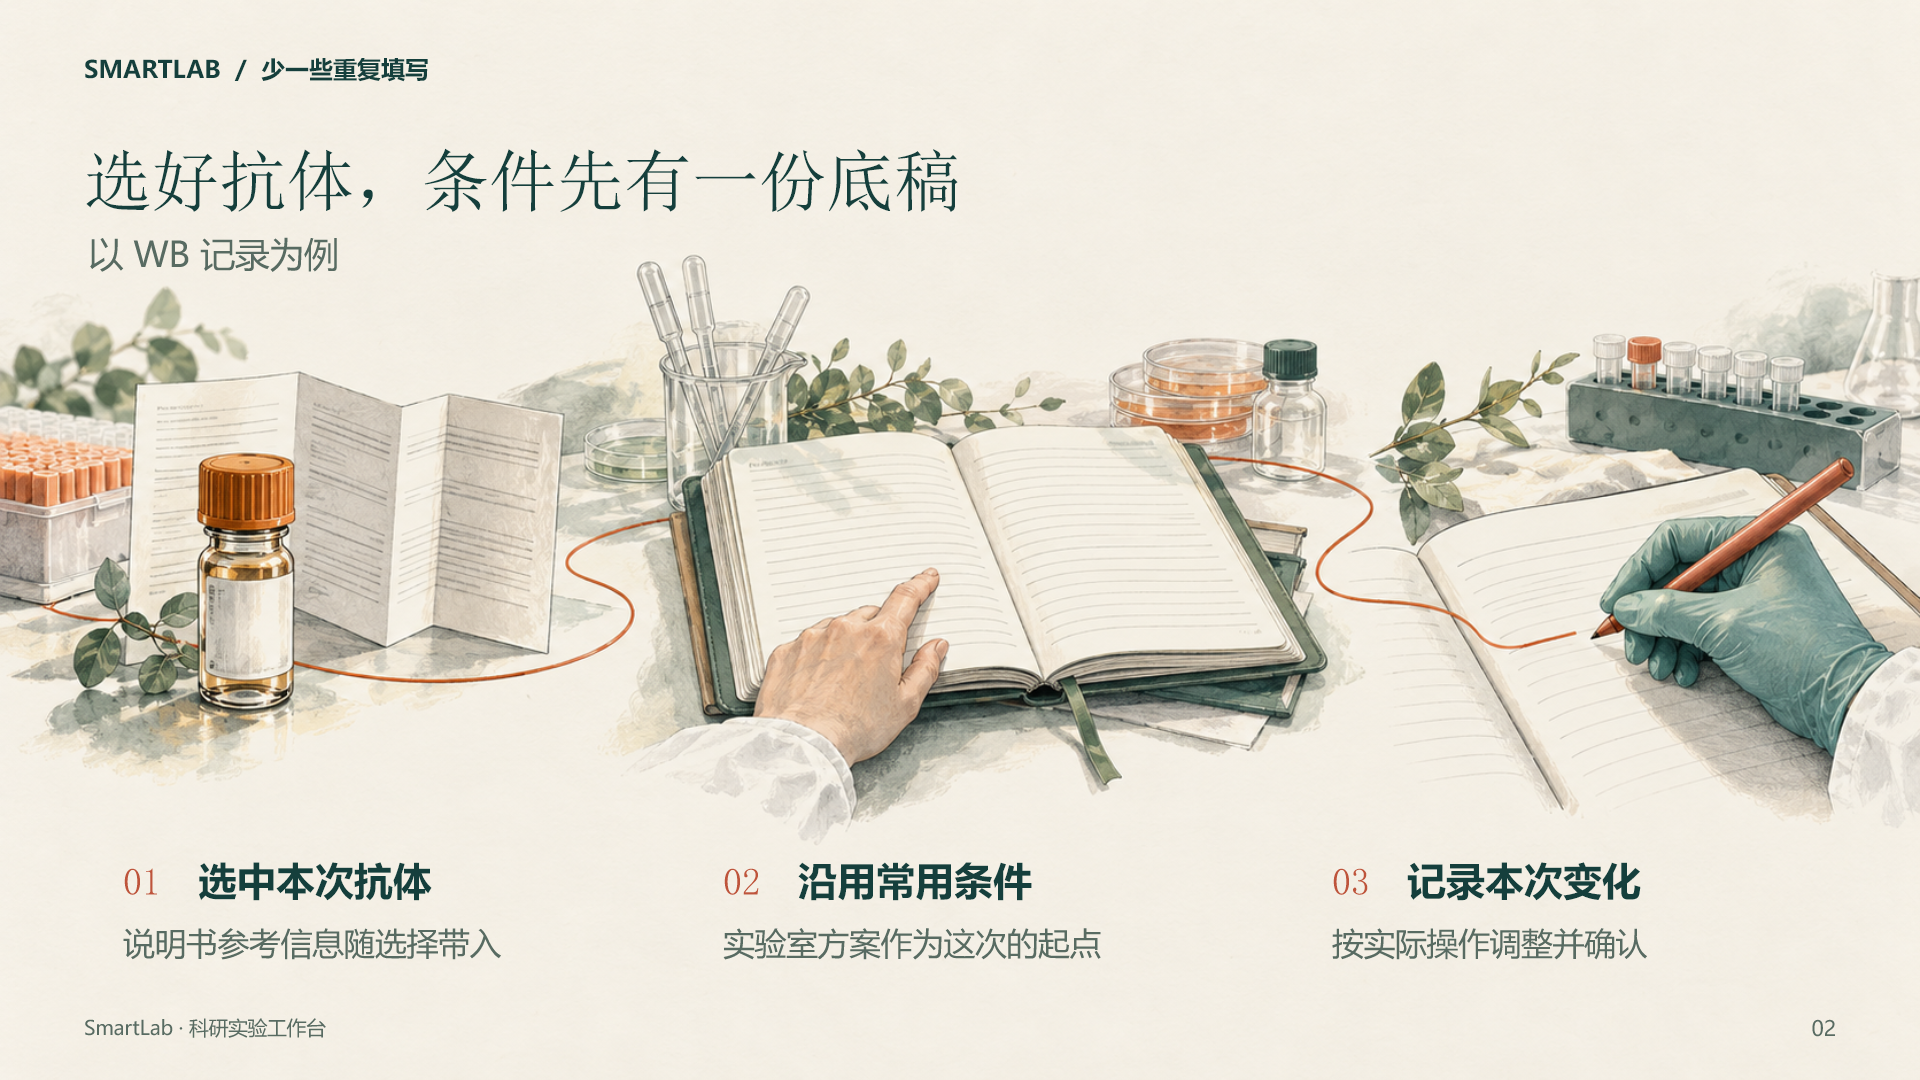 SMARTLAB / 少一些重复填写
选好抗体，条件先有一份底稿
以 WB 记录为例
01 选中本次抗体
说明书参考信息随选择带入
02 沿用常用条件
实验室方案作为这次的起点
03 记录本次变化
按实际操作调整并确认
SmartLab · 科研实验工作台
02